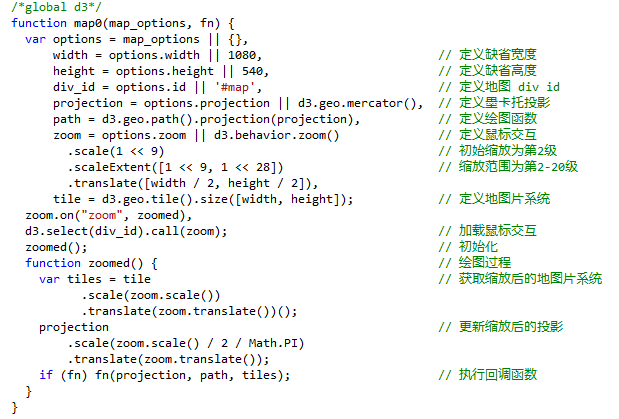 /*global d3*/
function map0(map_options, fn) {
  var options = map_options || {},
      width = options.width || 1080,                      // 定义缺省宽度
      height = options.height || 540,                     // 定义缺省高度
      div_id = options.id || '#map',                      // 定义地图 div id
      projection = options.projection || d3.geo.mercator(),  // 定义墨卡托投影
      path = d3.geo.path().projection(projection),        // 定义绘图函数
      zoom = options.zoom || d3.behavior.zoom()           // 定义鼠标交互
        .scale(1 << 9)                                    // 初始缩放为第2级
        .scaleExtent([1 << 9, 1 << 28])                   // 缩放范围为第2-20级
        .translate([width / 2, height / 2]),
      tile = d3.geo.tile().size([width, height]);         // 定义地图片系统
  zoom.on("zoom", zoomed),
  d3.select(div_id).call(zoom);                           // 加载鼠标交互
  zoomed();                                               // 初始化
  function zoomed() {                                     // 绘图过程
    var tiles = tile                                      // 获取缩放后的地图片系统
          .scale(zoom.scale())
          .translate(zoom.translate())();
    projection                                            // 更新缩放后的投影
        .scale(zoom.scale() / 2 / Math.PI)
        .translate(zoom.translate());
    if (fn) fn(projection, path, tiles);                  // 执行回调函数
  }
}